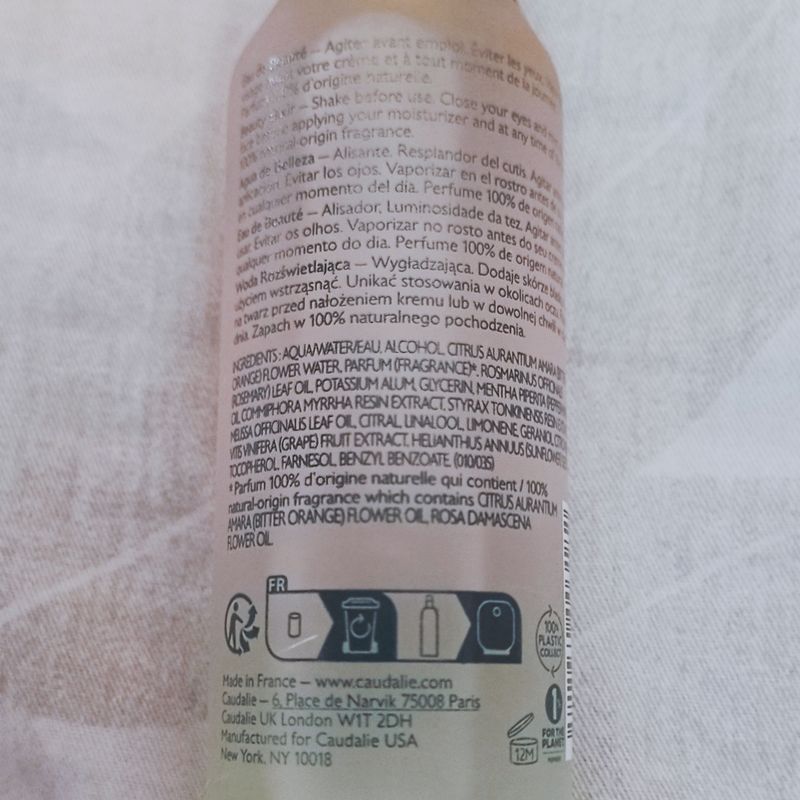 Eau de Beauté – Agiter avant emploi. Éviter les yeux.
votre crème et à tout moment de la journée
d'origine naturelle.
Beauty Elixir – Shake before use. Close your eyes and
face before applying your moisturizer and at any time of
100% natural-origin fragrance.
Agua de Belleza – Alisante. Resplandor del cutis. Agitar
aplicación. Evitar los ojos. Vaporizar en el rostro antes de
en cualquier momento del día. Perfume 100% de origen
Eau de Beauté – Alisador, Luminosidade da tez. Agitar
usar. Evitar os olhos. Vaporizar no rosto antes do seu
qualquer momento do dia. Perfume 100% de origem
Woda Rozświetlająca – Wygładzająca. Dodaje skórze
użyciem wstrząsnąć. Unikać stosowania w okolicach oczu.
na twarz przed nałożeniem kremu lub w dowolnej chwili
dnia. Zapach w 100% naturalnego pochodzenia.
INGREDIENTS : AQUA/WATER/EAU, ALCOHOL, CITRUS AURANTIUM AMARA
ORANGE) FLOWER WATER, PARFUM (FRAGRANCE)*, ROSMARINUS
(ROSEMARY) LEAF OIL, POTASSIUM ALUM, GLYCERIN, MENTHA PIPERITA
OIL, COMMIPHORA MYRRHA RESIN EXTRACT, STYRAX TONKINENSIS RESIN
MELISSA OFFICINALIS LEAF OIL, CITRAL, LINALOOL, LIMONENE, GERANIOL,
VITIS VINIFERA (GRAPE) FRUIT EXTRACT, HELIANTHUS ANNUUS (SUNFLOWER)
TOCOPHEROL, FARNESOL, BENZYL BENZOATE. (010/035)
* Parfum 100% d'origine naturelle qui contient / 100%
natural-origin fragrance which contains CITRUS AURANTIUM
AMARA (BITTER ORANGE) FLOWER OIL, ROSA DAMASCENA
FLOWER OIL.
FR
100%
PLASTIC
COLLECT
Made in France – www.caudalie.com
Caudalie – 6, Place de Narvik 75008 Paris
Caudalie UK London W1T 2DH
Manufactured for Caudalie USA
New York, NY 10018
12M
1
FOR THE
PLANET